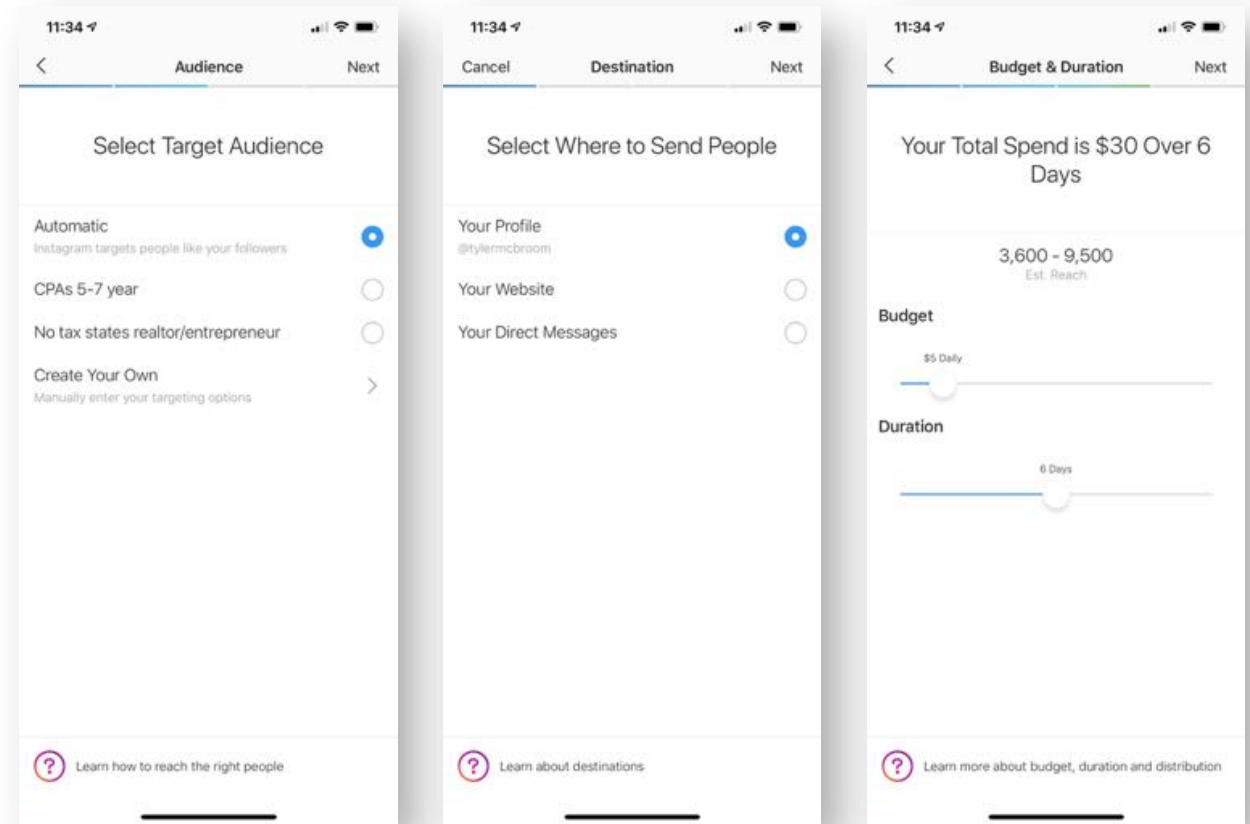 11:34
Audience
Next
Select Target Audience
Automatic
Instagram targets people like your followers
CPAs 5-7 year
No tax states realtor/entrepreneur
Create Your Own
Manually enter your targeting options
? Learn how to reach the right people
11:34
Cancel
Destination
Next
Select Where to Send People
Your Profile
@tylermcbroom
Your Website
Your Direct Messages
? Learn about destinations
11:34
Budget & Duration
Next
Your Total Spend is $30 Over 6
Days
3,600 - 9,500
Est. Reach
Budget
$5 Daily
Duration
6 Days
? Learn more about budget, duration and distribution